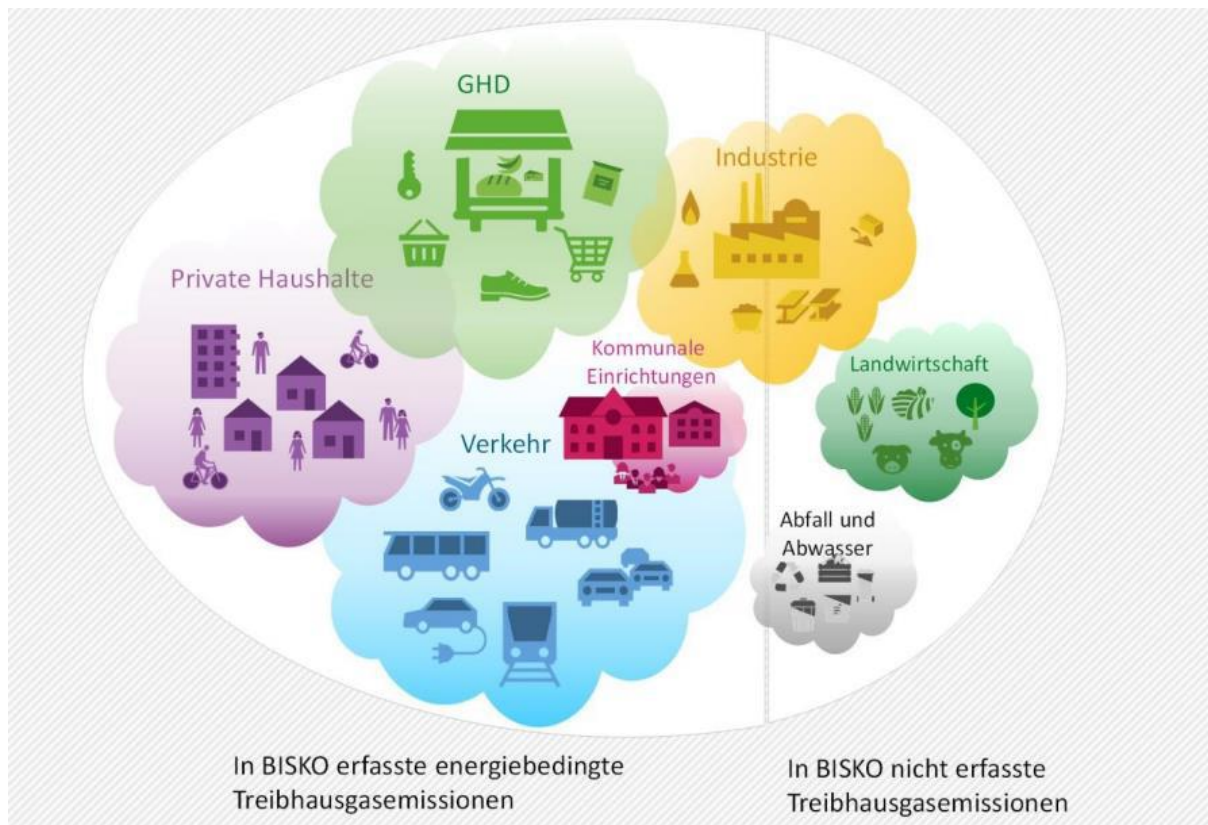 GHD
Industrie
Private Haushalte
Kommunale
Einrichtungen
Landwirtschaft
Verkehr
Abfall und
Abwasser
In BISKO erfasste energiebedingte
Treibhausgasemissionen
In BISKO nicht erfasste
Treibhausgasemissionen